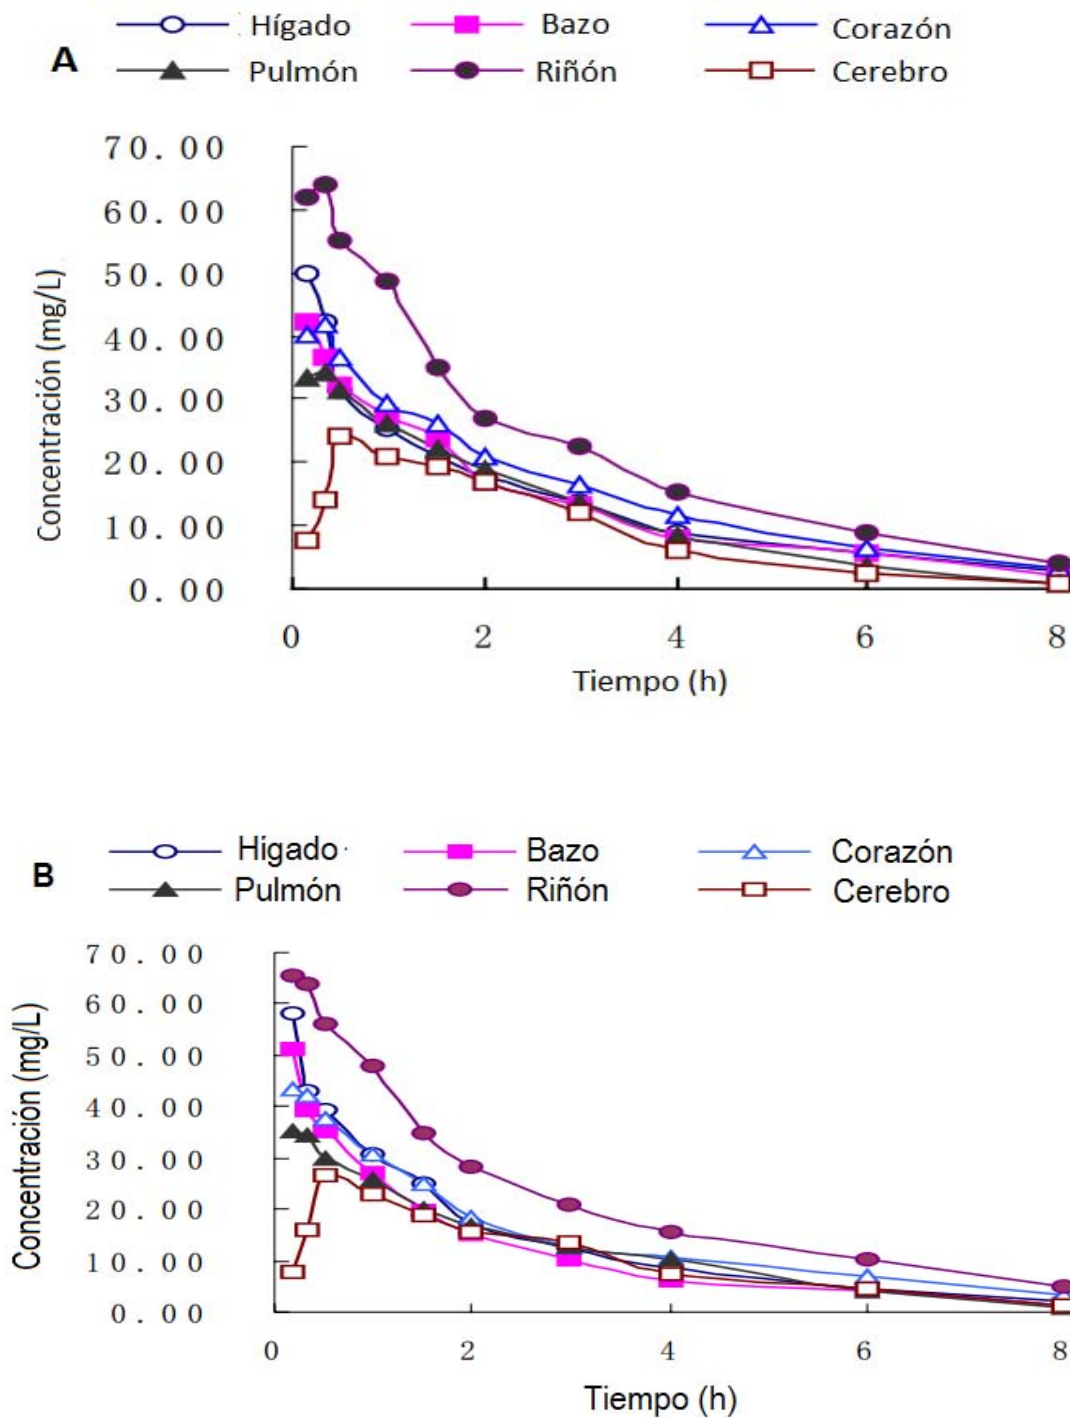 Hígado Bazo Corazón
A Pulmón Riñón Cerebro
70.00
60.00
50.00
40.00
30.00
20.00
10.00
0.00
Concentración (mg/L)
0 2 4 6 8
Tiempo (h)
Hígado Bazo Corazón
B Pulmón Riñón Cerebro
70.00
60.00
50.00
40.00
30.00
20.00
10.00
0.00
Concentración (mg/L)
0 2 4 6 8
Tiempo (h)